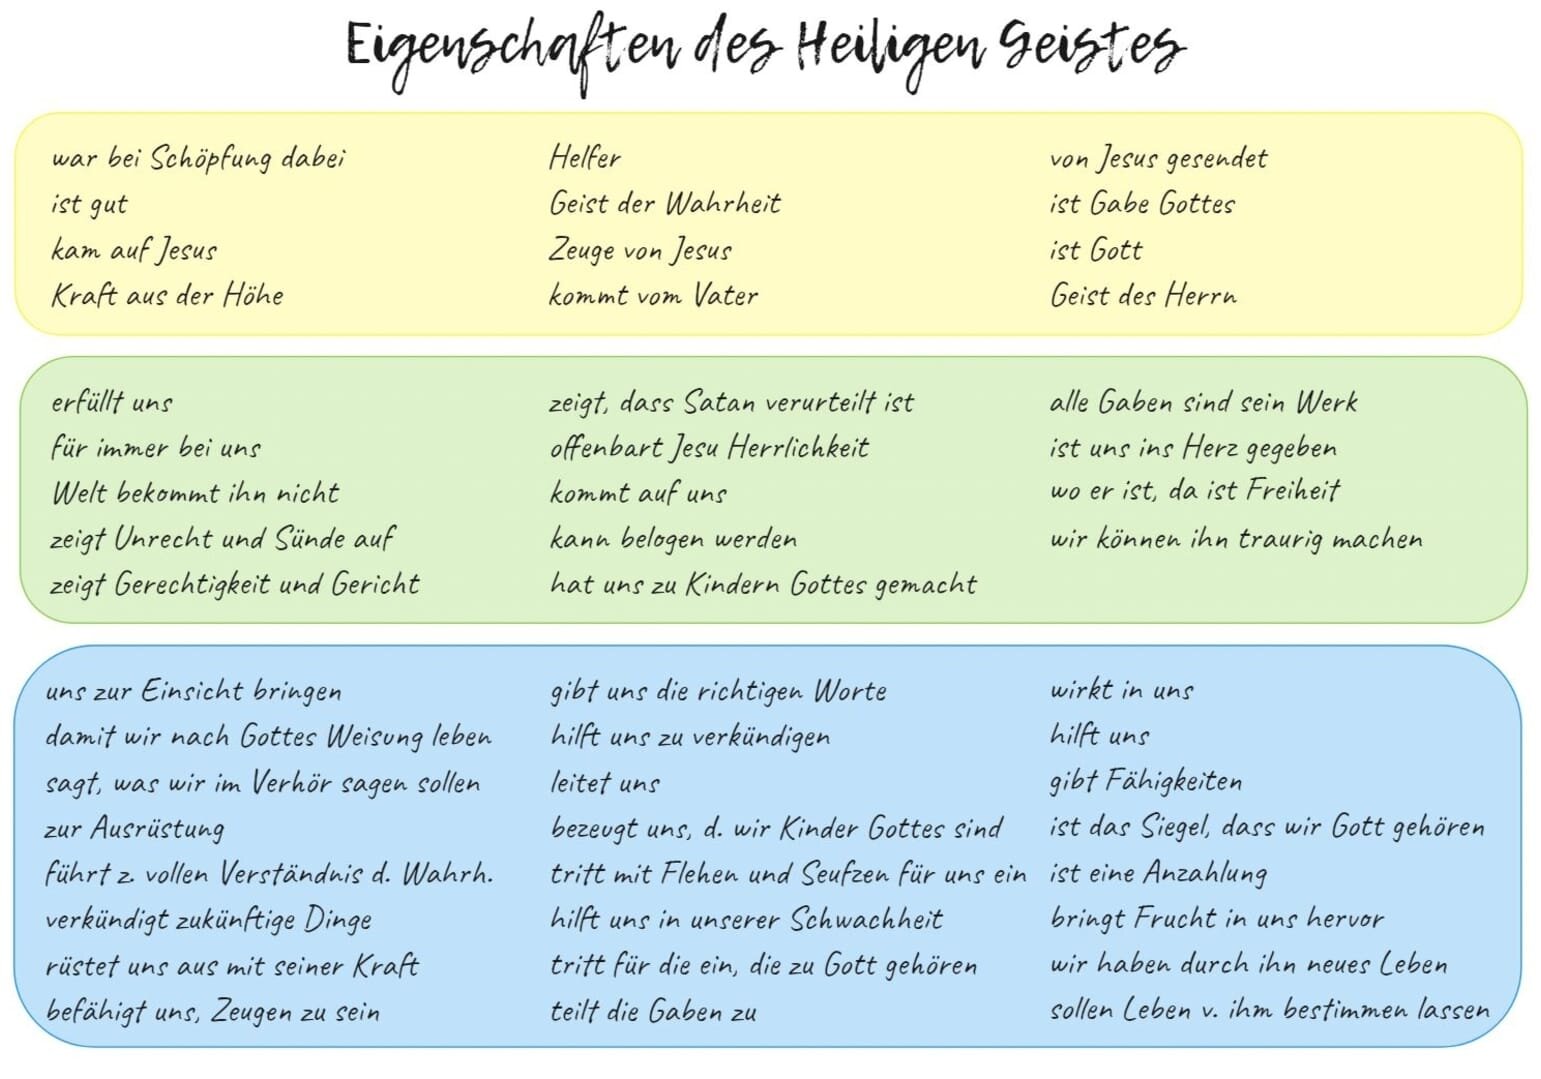 Eigenschaften des Heiligen Geistes
war bei Schöpfung dabei
ist gut
kam auf Jesus
Kraft aus der Höhe
Helfer
Geist der Wahrheit
Zeuge von Jesus
kommt vom Vater
von Jesus gesendet
ist Gabe Gottes
ist Gott
Geist des Herrn
erfüllt uns
für immer bei uns
Welt bekommt ihn nicht
zeigt Unrecht und Sünde auf
zeigt Gerechtigkeit und Gericht
zeigt, dass Satan verurteilt ist
offenbart Jesu Herrlichkeit
kommt auf uns
kann belogen werden
hat uns zu Kindern Gottes gemacht
alle Gaben sind sein Werk
ist uns ins Herz gegeben
wo er ist, da ist Freiheit
wir können ihn traurig machen
uns zur Einsicht bringen
damit wir nach Gottes Weisung leben
sagt, was wir im Verhör sagen sollen
zur Ausrüstung
führt z. vollen Verständnis d. Wahrh.
verkündigt zukünftige Dinge
rüstet uns aus mit seiner Kraft
befähigt uns, Zeugen zu sein
gibt uns die richtigen Worte
hilft uns zu verkündigen
leitet uns
bezeugt uns, d. wir Kinder Gottes sind
tritt mit Flehen und Seufzen für uns ein
hilft uns in unserer Schwachheit
tritt für die ein, die zu Gott gehören
teilt die Gaben zu
wirkt in uns
hilft uns
gibt Fähigkeiten
ist das Siegel, dass wir Gott gehören
ist eine Anzahlung
bringt Frucht in uns hervor
wir haben durch ihn neues Leben
sollen Leben v. ihm bestimmen lassen